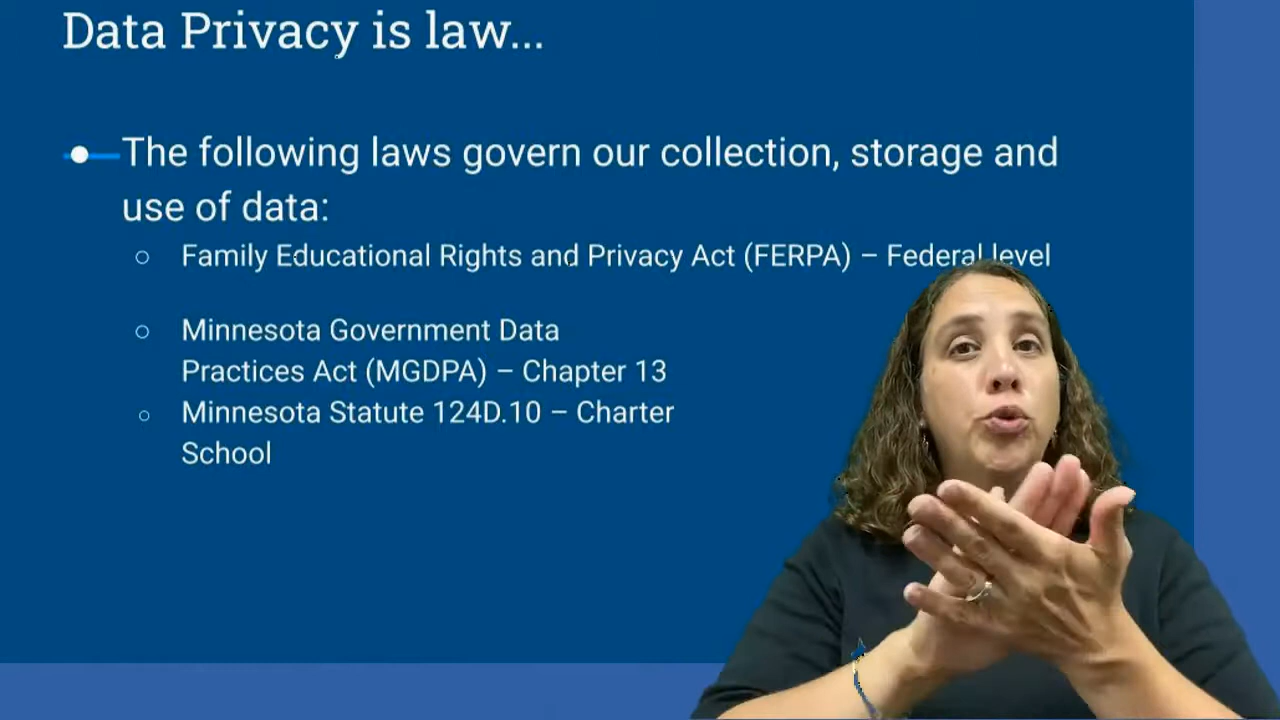 Data Privacy is law...
The following laws govern our collection, storage and
use of data:
Family Educational Rights and Privacy Act (FERPA) – Federal level
Minnesota Government Data
Practices Act (MGDPA) – Chapter 13
Minnesota Statute 124D.10 – Charter
School